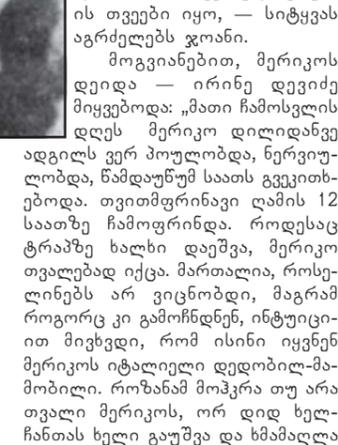 ის თვეები იყო, — სიტყვას
აგრძელებს ჯოანი.
მოგვიანებით, მერიკოს
დეიდა — ირინე დევიძე
მიყვებოდა: „მათი ჩამოსვლის
დღეს მერიკო დილიდანვე
ადგილს ვერ პოულობდა, ნერვიუ-
ლობდა, წამდაუწუმ საათს გვეკითხ-
ებოდა. თვითმფრინავი ღამის 12
საათზე ჩამოფრინდა. როდესაც
ტრაპზე ხალხი დაეშვა, მერიკო
თვალებად იქცა. მართალია, როსე-
ლინებს არ ვიცნობდი, მაგრამ
როგორც კი გამოჩნდნენ, ინტუიცი-
ით მივხვდი, რომ ისინი იყვნენ
მერიკოს იტალიელი დედობილ-მა-
მობილი. როზანამ მოჰკრა თუ არა
თვალი მერიკოს, ორ დიდ ხელ-
ჩანთას ხელი გაუშვა და ხმამაღლა